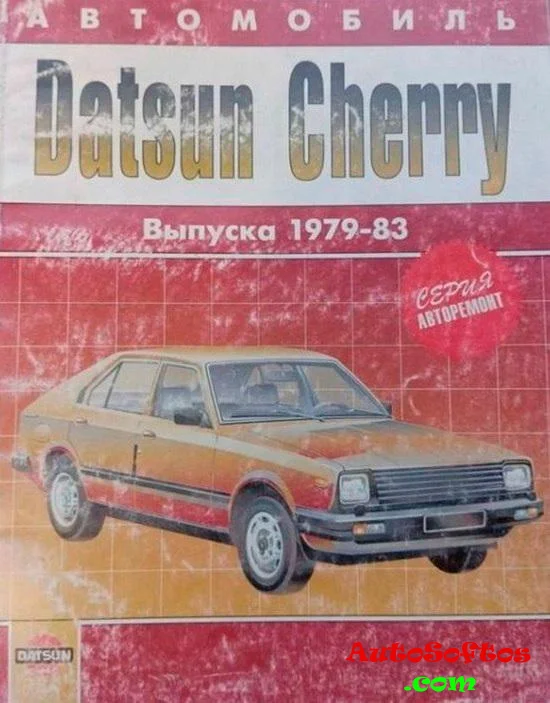 АВТОМОБИЛЬ
Datsun Cherry
Выпуска 1979-83
СЕРИЯ
АВТОРЕМОНТ
DATSUN
AutoSoftos
.com